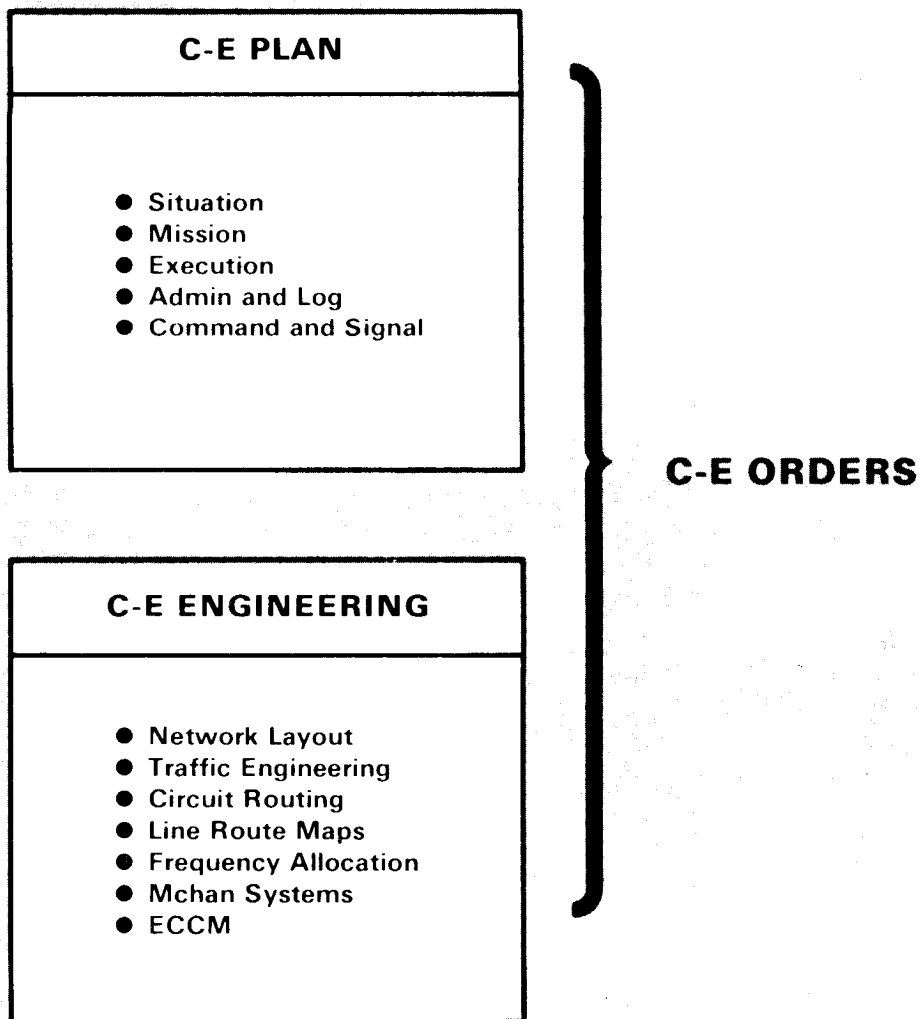 C-E PLAN
● Situation
● Mission
● Execution
● Admin and Log
● Command and Signal
C-E ORDERS
C-E ENGINEERING
● Network Layout
● Traffic Engineering
● Circuit Routing
● Line Route Maps
● Frequency Allocation
● Mchan Systems
● ECCM